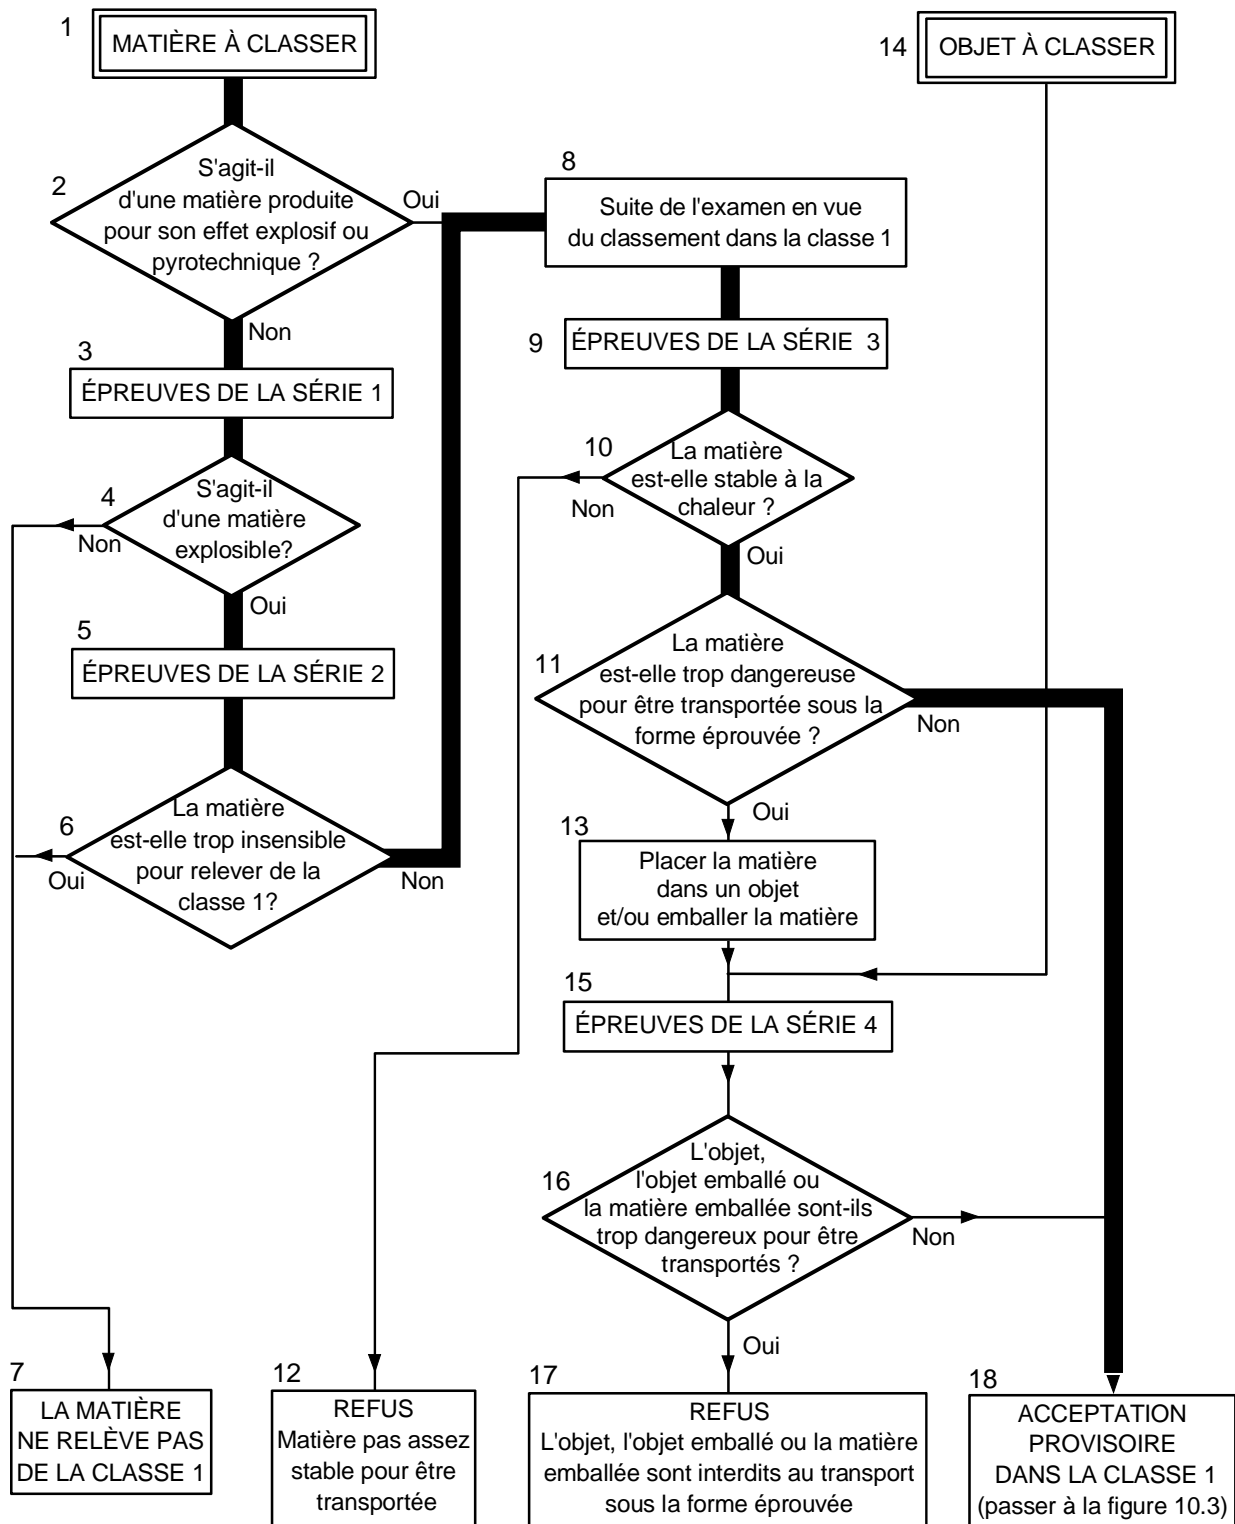 1
MATIÈRE À CLASSER
2
S'agit-il
d'une matière produite
pour son effet explosif ou
pyrotechnique ?
Oui
Non
3
ÉPREUVES DE LA SÉRIE 1
4
S'agit-il
d'une matière
explosible?
Non
Oui
5
ÉPREUVES DE LA SÉRIE 2
6
La matière
est-elle trop insensible
pour relever de la
classe 1?
Oui
Non
7
LA MATIÈRE
NE RELÈVE PAS
DE LA CLASSE 1
8
Suite de l'examen en vue
du classement dans la classe 1
9
ÉPREUVES DE LA SÉRIE 3
10
La matière
est-elle stable à la
chaleur ?
Non
Oui
11
La matière
est-elle trop dangereuse
pour être transportée sous la
forme éprouvée ?
Non
Oui
12
REFUS
Matière pas assez
stable pour être
transportée
13
Placer la matière
dans un objet
et/ou emballer la matière
14
OBJET À CLASSER
15
ÉPREUVES DE LA SÉRIE 4
16
L'objet,
l'objet emballé ou
la matière emballée sont-ils
trop dangereux pour être
transportés ?
Non
Oui
17
REFUS
L'objet, l'objet emballé ou la matière
emballée sont interdits au transport
sous la forme éprouvée
18
ACCEPTATION
PROVISOIRE
DANS LA CLASSE 1
(passer à la figure 10.3)